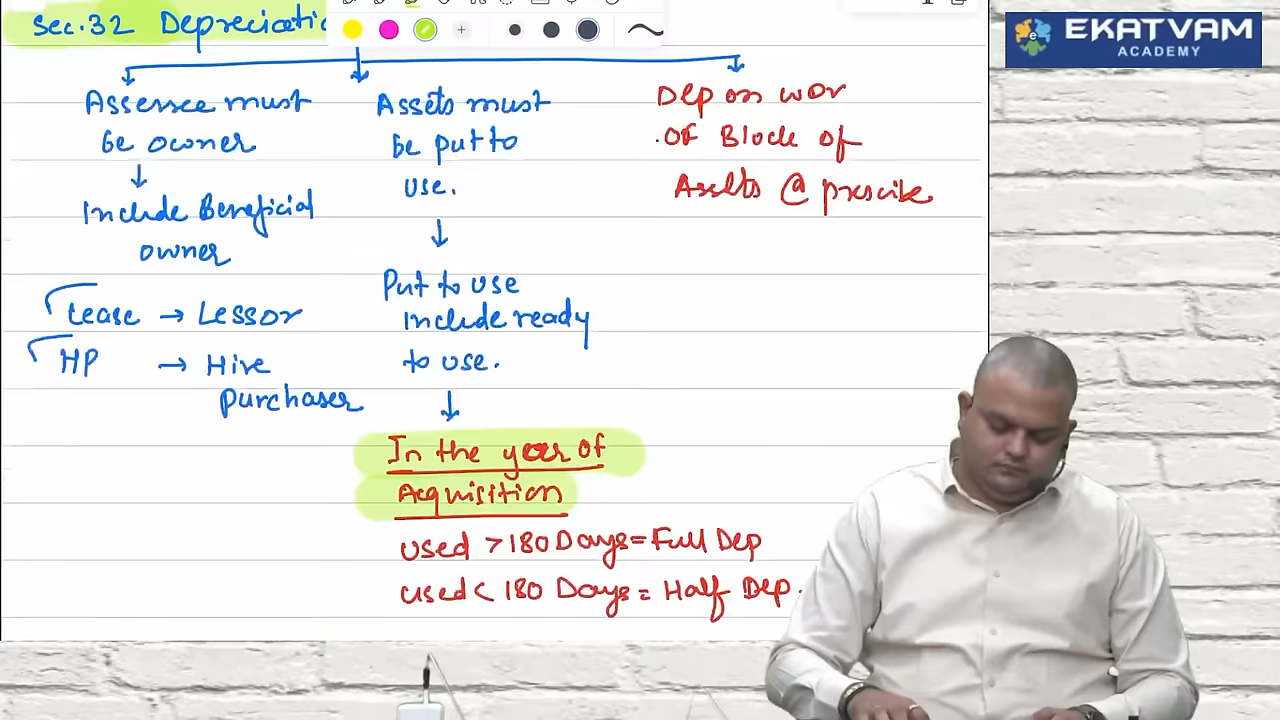 Sec.32 Depreciatio
EKATVAM
ACADEMY
Assessee must
be owner
↓
Include Beneficial
owner
Lease → Lessor
HP → Hire
purchaser
Assets must
be put to
use.
↓
Put to use
include ready
to use.
↓
In the year of
Acquisition
used > 180 Days = Full Dep
used < 180 Days = Half Dep.
Dep on WDV
of Block of
Assets @